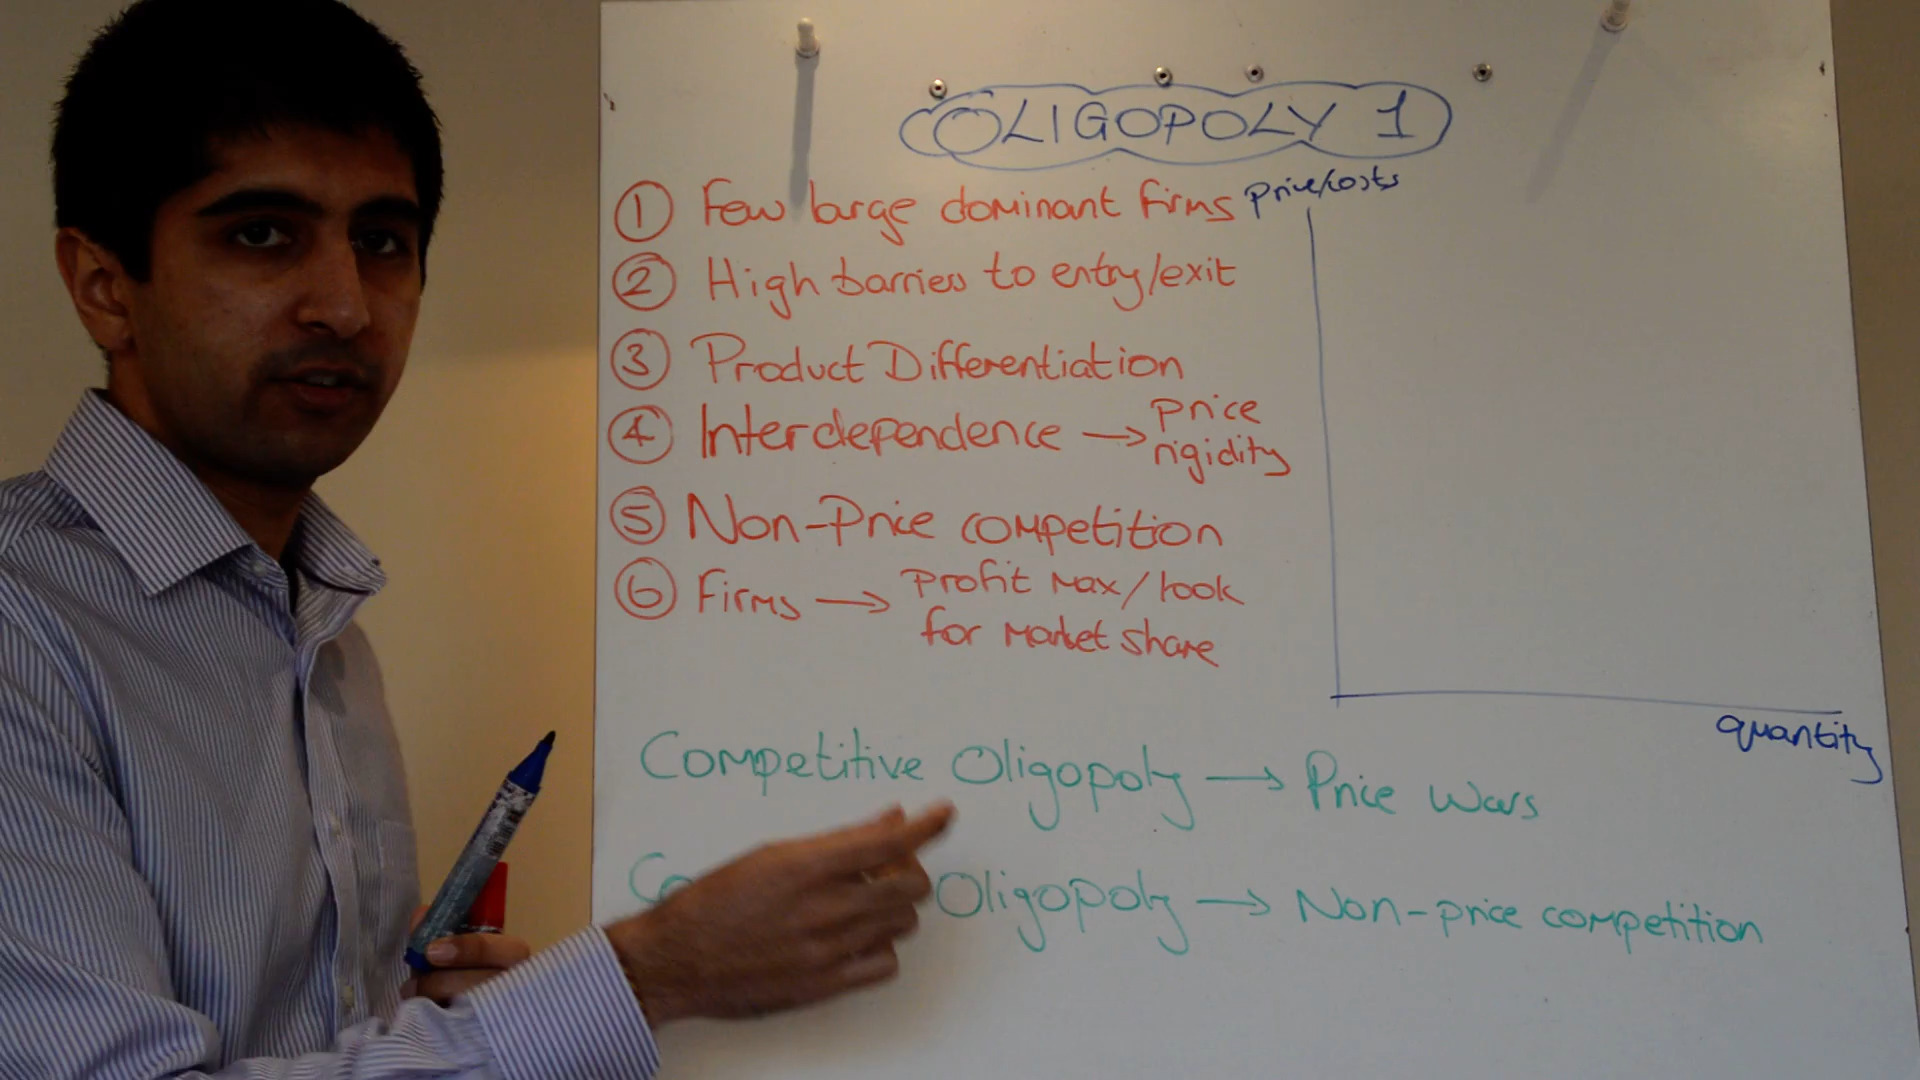 OLIGOPOLY 1
① Few large dominant firms
② High barriers to entry/exit
③ Product Differentiation
④ Interdependence → price
rigidity
⑤ Non-Price competition
⑥ Firms → Profit Max/look
for market share
price/costs
quantity
Competitive Oligopoly → Price Wars
Oligopoly → Non-price competition